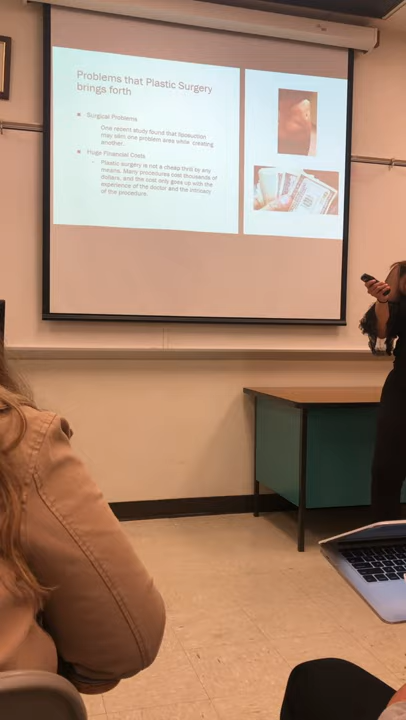 Problems that Plastic Surgery
brings forth
Surgical Problems
One recent study found that liposuction
may slim one problem area while creating
another.
Huge Financial Costs
Plastic surgery is not a cheap thrill by any
means. Many procedures cost thousands of
dollars, and the cost only goes up with the
experience of the doctor and the intricacy
of the procedure.